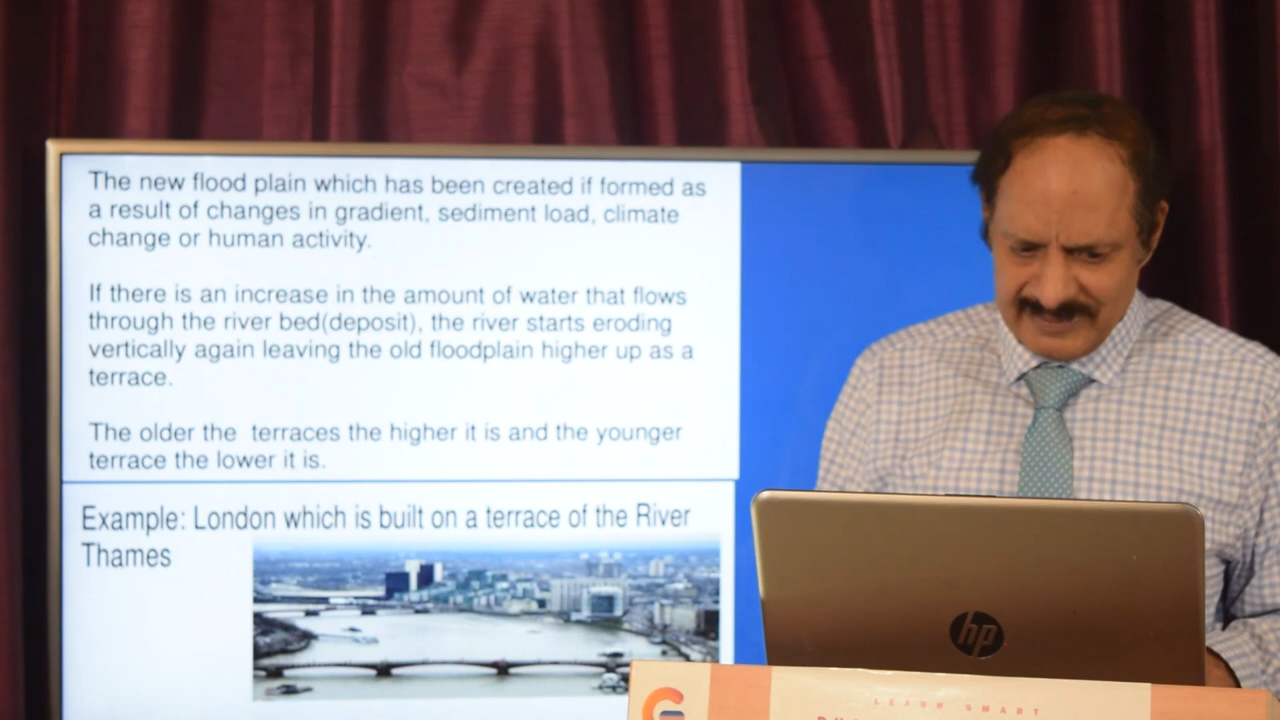 The new flood plain which has been created if formed as
a result of changes in gradient, sediment load, climate
change or human activity.
If there is an increase in the amount of water that flows
through the river bed(deposit), the river starts eroding
vertically again leaving the old floodplain higher up as a
terrace.
The older the terraces the higher it is and the younger
terrace the lower it is.
Example: London which is built on a terrace of the River
Thames
hp
LEARN SMART